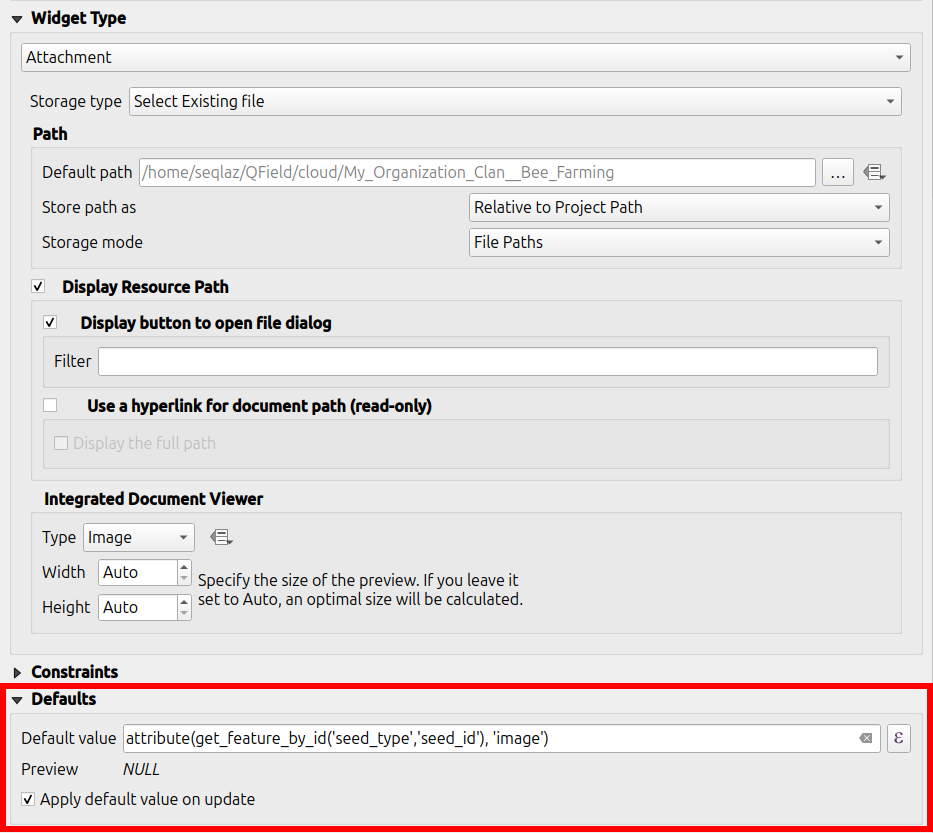 Widget Type
Attachment
Storage type Select Existing file
Path
Default path /home/seqlaz/QField/cloud/My_Organization_Clan__Bee_Farming ...
Store path as Relative to Project Path
Storage mode File Paths
Display Resource Path
Display button to open file dialog
Filter
Use a hyperlink for document path (read-only)
Display the full path
Integrated Document Viewer
Type Image
Width Auto
Specify the size of the preview. If you leave it
set to Auto, an optimal size will be calculated.
Height Auto
Constraints
Defaults
Default value attribute(get_feature_by_id('seed_type','seed_id'), 'image') ε
Preview NULL
Apply default value on update